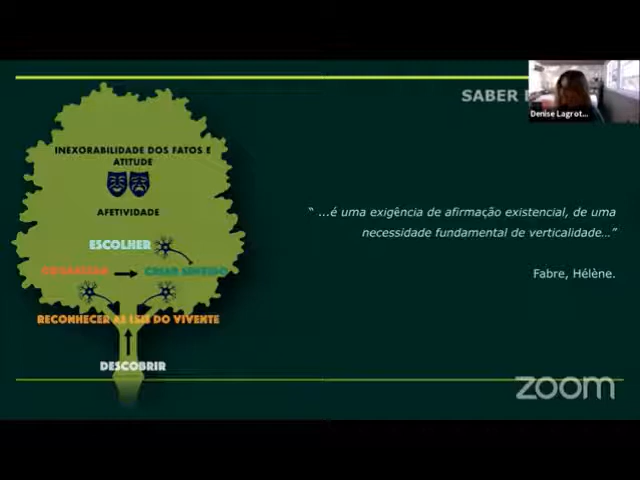 SABER
Denise Lagrot...
INEXORABILIDADE DOS FATOS E
ATITUDE
AFETIVIDADE
ESCOLHER
ORGANIZAR
CRIAR SENTIDO
RECONHECER AS LEIS DO VIVENTE
DESCOBRIR
“ ...é uma exigência de afirmação existencial, de uma
necessidade fundamental de verticalidade…”
Fabre, Hélène.
zoom